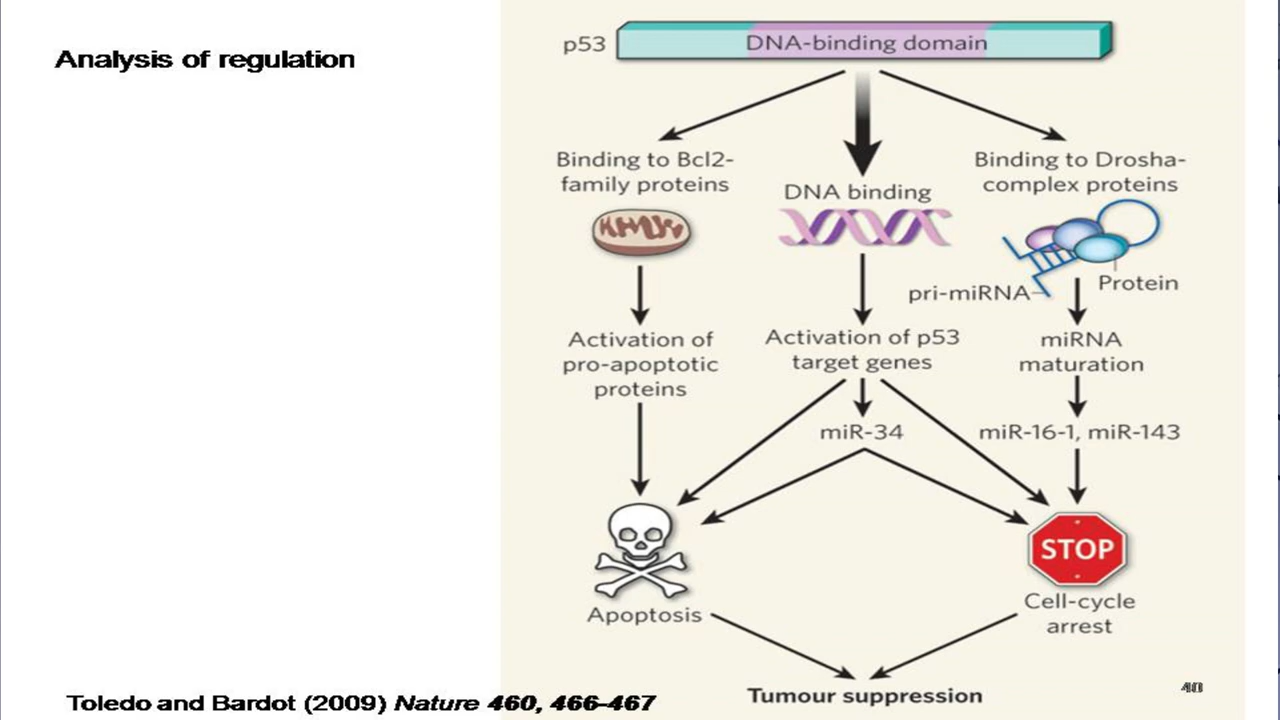 Analysis of regulation
p53
DNA-binding domain
Binding to Bcl2-
family proteins
DNA binding
Binding to Drosha-
complex proteins
pri-miRNA
Protein
Activation of
pro-apoptotic
proteins
Activation of p53
target genes
miRNA
maturation
miR-34
miR-16-1, miR-143
STOP
Apoptosis
Cell-cycle
arrest
Tumour suppression
Toledo and Bardot (2009) Nature 460, 466-467
40